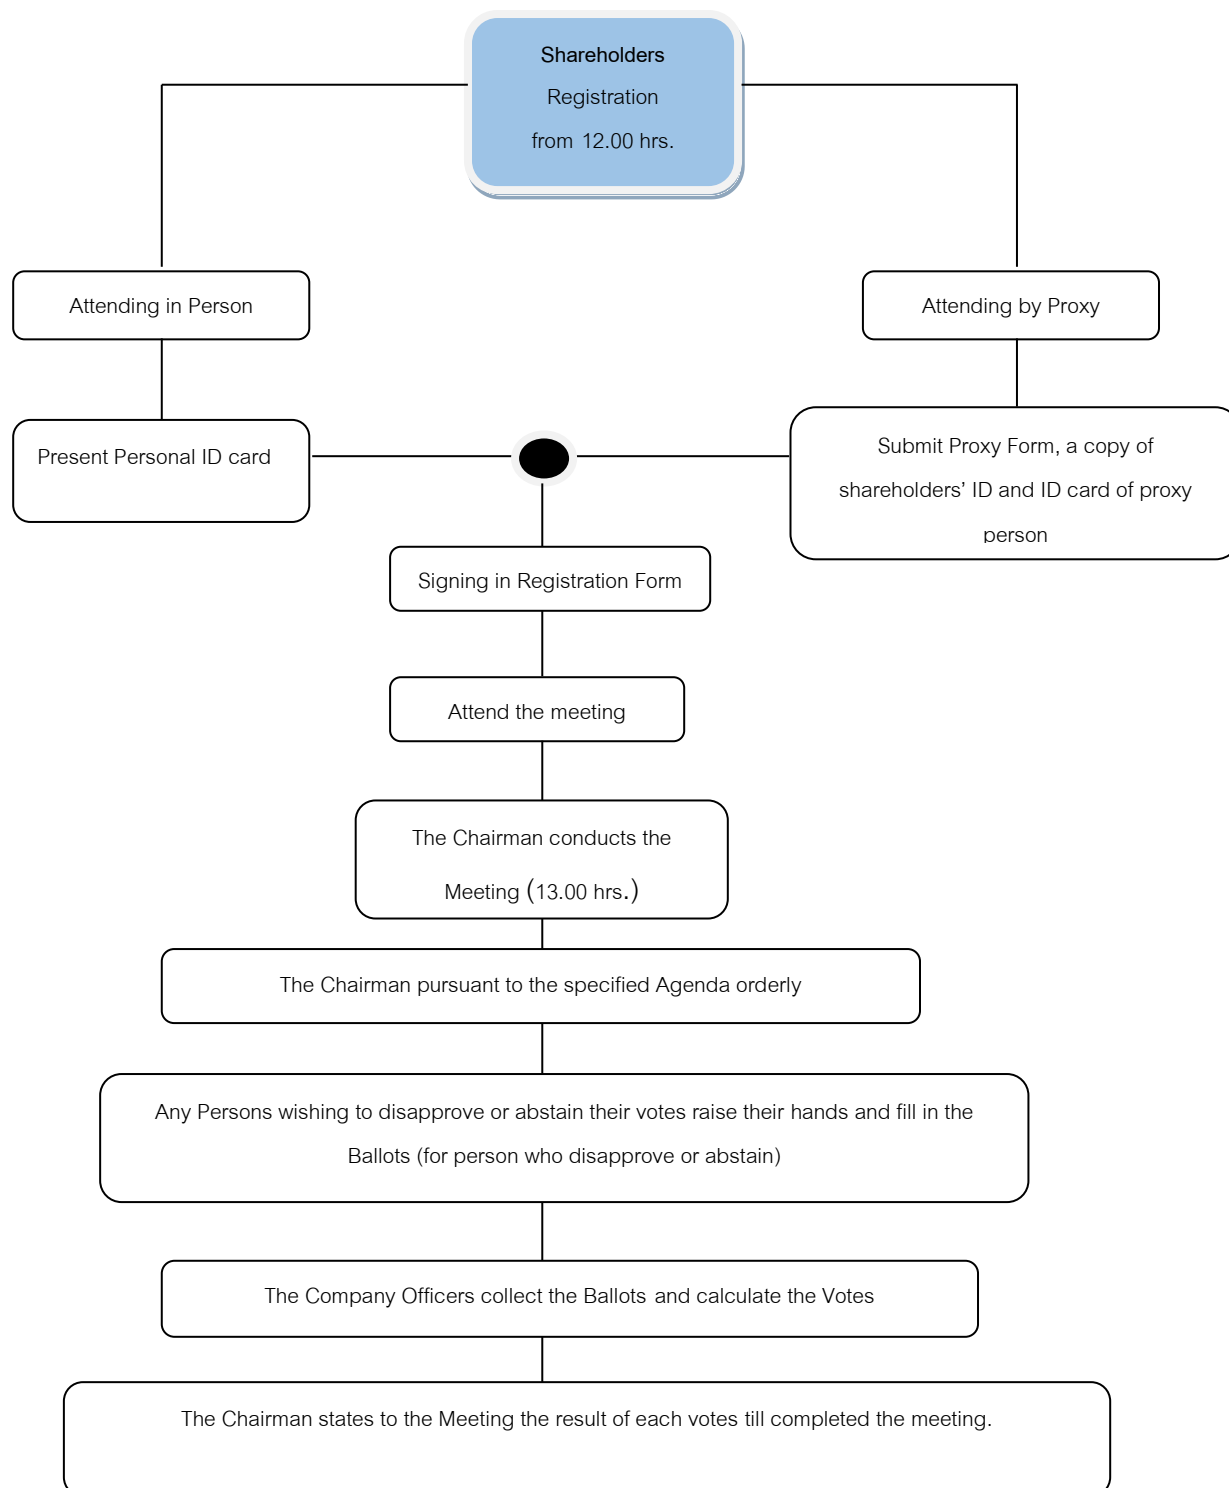 Shareholders
Registration
from 12.00 hrs.
Attending in Person
Attending by Proxy
Present Personal ID card
Submit Proxy Form, a copy of
shareholders’ ID and ID card of proxy
person
Signing in Registration Form
Attend the meeting
The Chairman conducts the
Meeting (13.00 hrs.)
The Chairman pursuant to the specified Agenda orderly
Any Persons wishing to disapprove or abstain their votes raise their hands and fill in the
Ballots (for person who disapprove or abstain)
The Company Officers collect the Ballots and calculate the Votes
The Chairman states to the Meeting the result of each votes till completed the meeting.